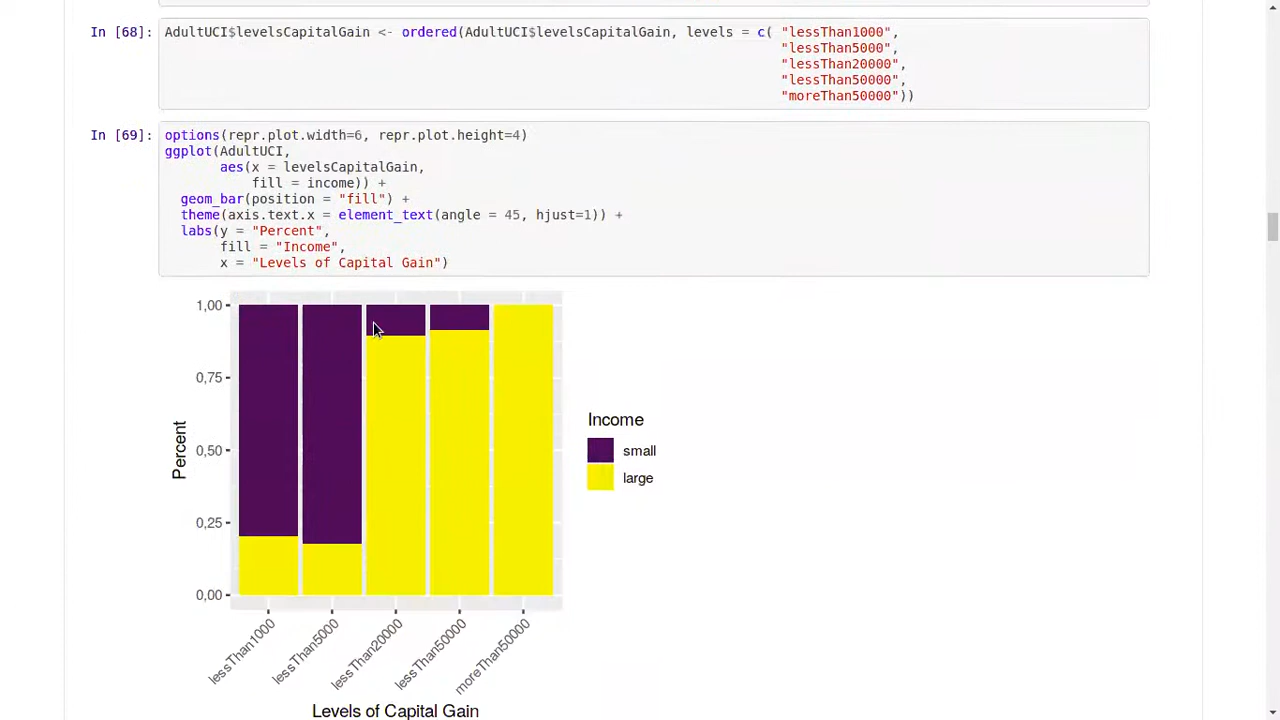 In [68]: AdultUCI$levelsCapitalGain <- ordered(AdultUCI$levelsCapitalGain, levels = c( "lessThan1000",
"lessThan5000",
"lessThan20000",
"lessThan50000",
"moreThan50000"))
In [69]: options(repr.plot.width=6, repr.plot.height=4)
ggplot(AdultUCI,
aes(x = levelsCapitalGain,
fill = income)) +
geom_bar(position = "fill") +
theme(axis.text.x = element_text(angle = 45, hjust=1)) +
labs(y = "Percent",
fill = "Income",
x = "Levels of Capital Gain")
1,00
0,75
0,50
0,25
0,00
Percent
Income
small
large
lessThan1000
lessThan5000
lessThan20000
lessThan50000
moreThan50000
Levels of Capital Gain